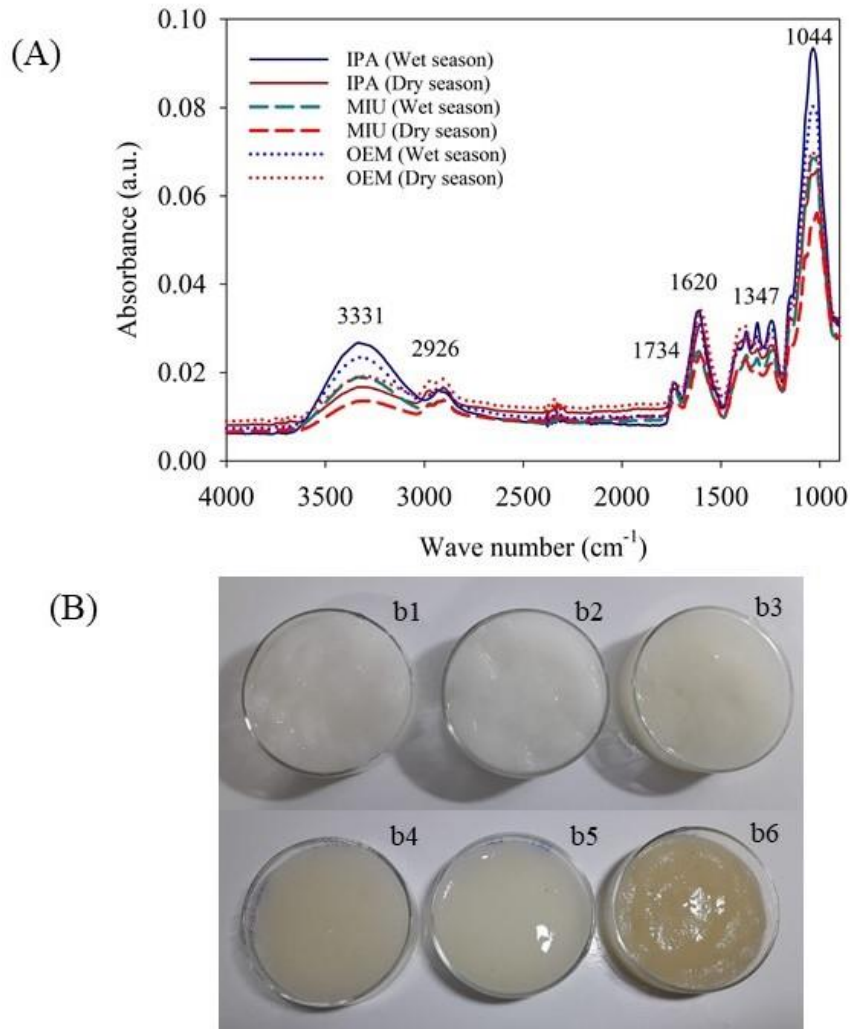 (A)
0.10
0.08
0.06
0.04
0.02
0.00
Absorbance (a.u.)
IPA (Wet season)
IPA (Dry season)
MIU (Wet season)
MIU (Dry season)
OEM (Wet season)
OEM (Dry season)
3331
2926
1734
1620
1347
1044
4000 3500 3000 2500 2000 1500 1000
Wave number (cm⁻¹)
(B)
b1 b2 b3
b4 b5 b6